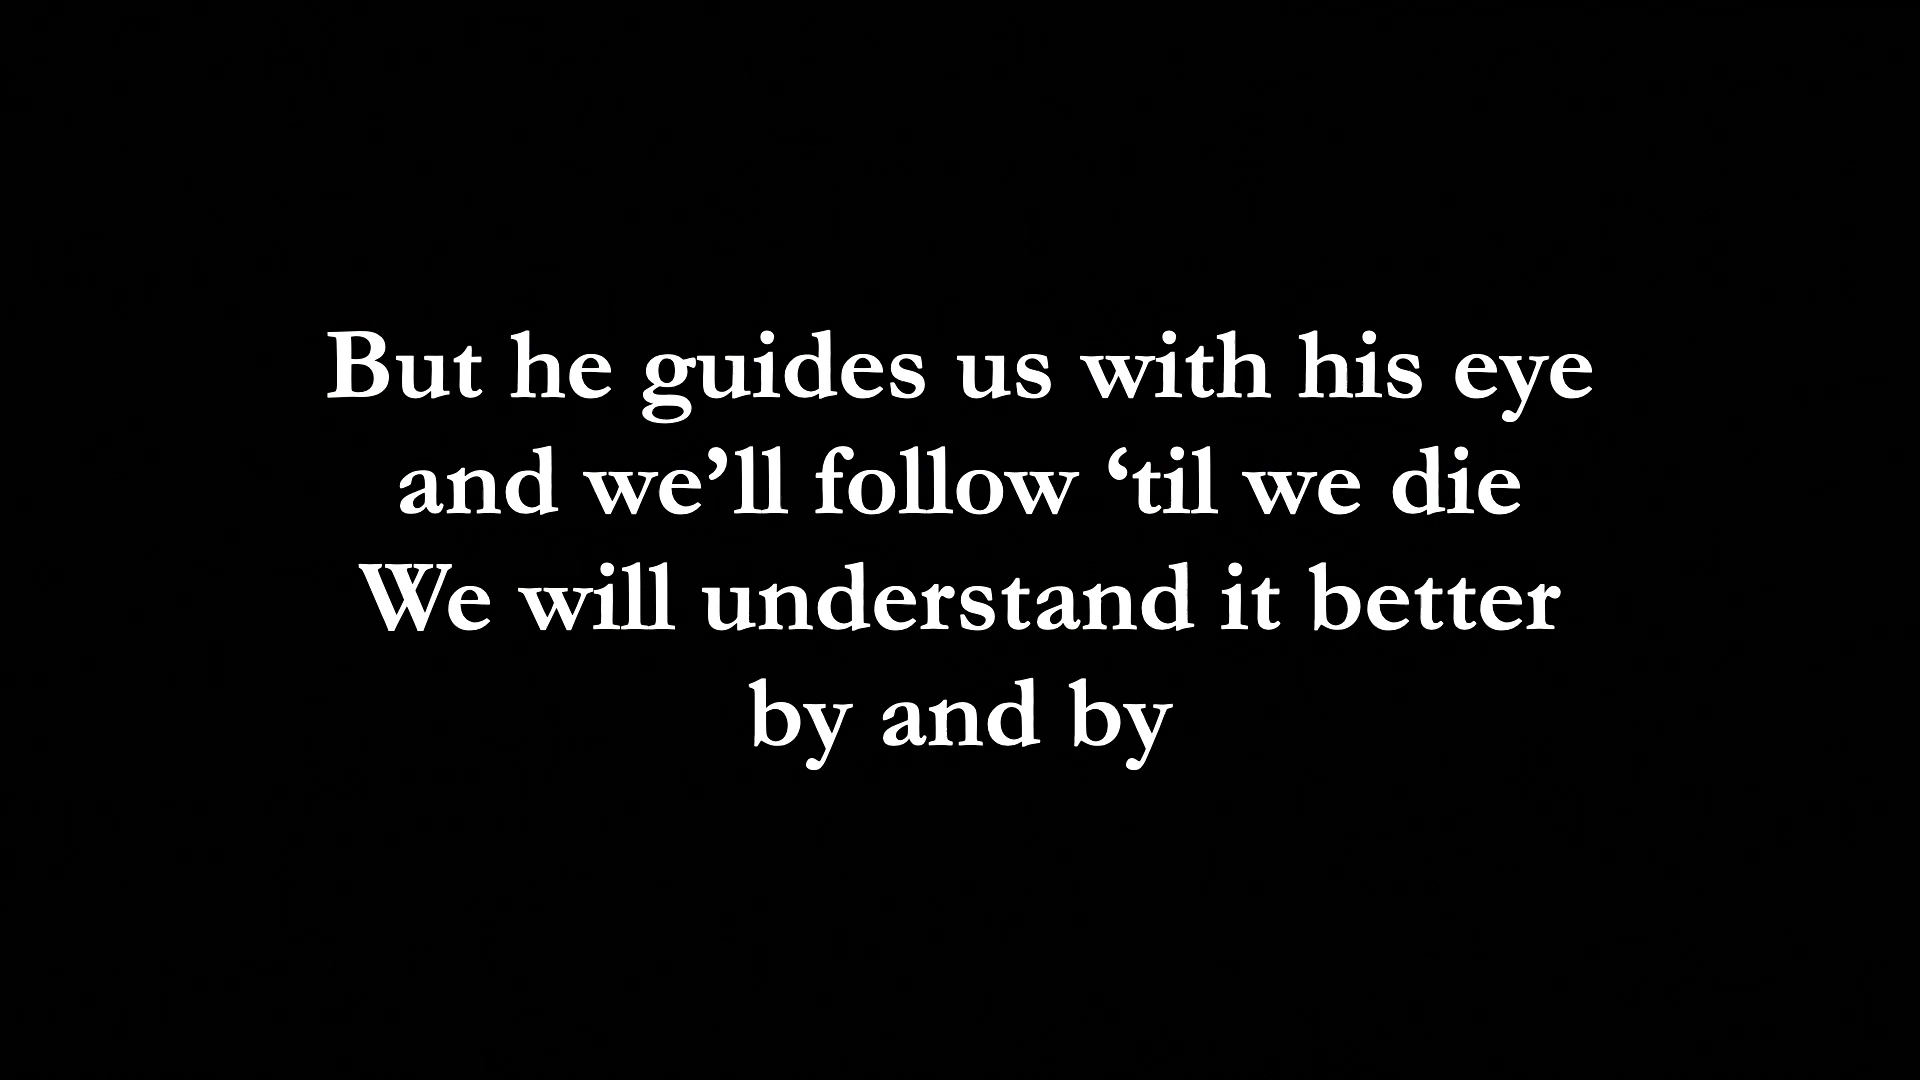 But he guides us with his eye
and we’ll follow ‘til we die
We will understand it better
by and by